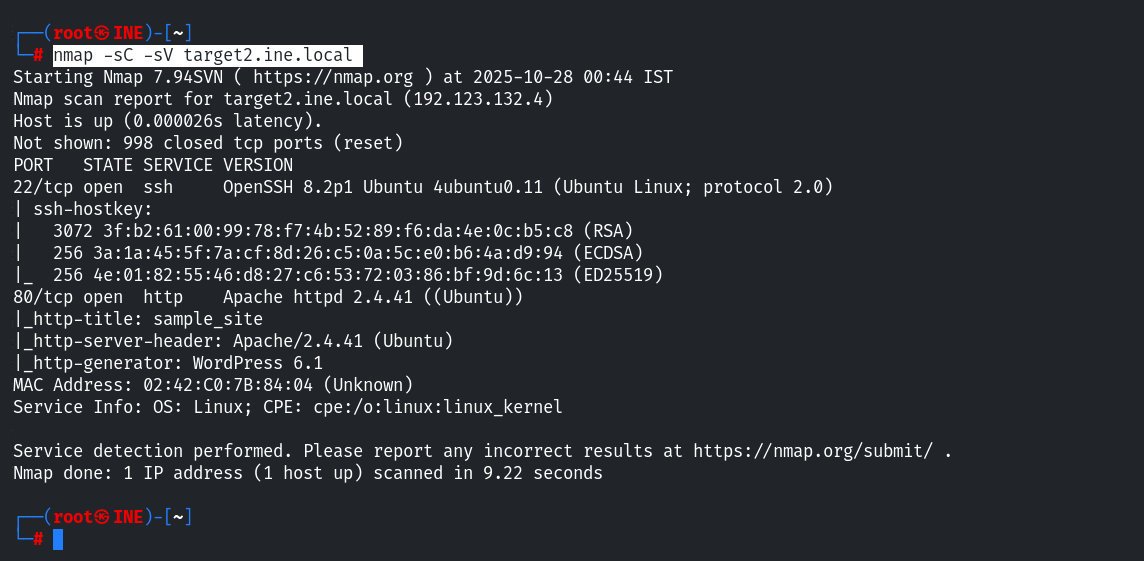 ┌──(root㉿INE)-[~]
└─# nmap -sC -sV target2.ine.local
Starting Nmap 7.94SVN ( https://nmap.org ) at 2025-10-28 00:44 IST
Nmap scan report for target2.ine.local (192.123.132.4)
Host is up (0.000026s latency).
Not shown: 998 closed tcp ports (reset)
PORT   STATE SERVICE VERSION
22/tcp open  ssh     OpenSSH 8.2p1 Ubuntu 4ubuntu0.11 (Ubuntu Linux; protocol 2.0)
| ssh-hostkey:
|   3072 3f:b2:61:00:99:78:f7:4b:52:89:f6:da:4e:0c:b5:c8 (RSA)
|   256 3a:1a:45:5f:7a:cf:8d:26:c5:0a:5c:e0:b6:4a:d9:94 (ECDSA)
|_  256 4e:01:82:55:46:d8:27:c6:53:72:03:86:bf:9d:6c:13 (ED25519)
80/tcp open  http    Apache httpd 2.4.41 ((Ubuntu))
|_http-title: sample_site
|_http-server-header: Apache/2.4.41 (Ubuntu)
|_http-generator: WordPress 6.1
MAC Address: 02:42:C0:7B:84:04 (Unknown)
Service Info: OS: Linux; CPE: cpe:/o:linux:linux_kernel
Service detection performed. Please report any incorrect results at https://nmap.org/submit/ .
Nmap done: 1 IP address (1 host up) scanned in 9.22 seconds
┌──(root㉿INE)-[~]
└─#